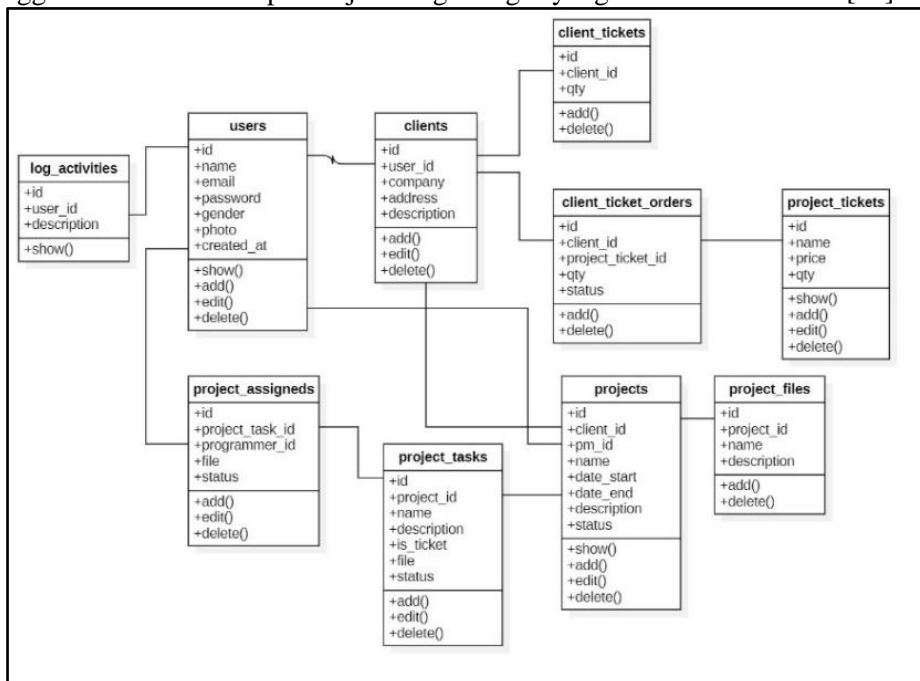 client_tickets
+id
+client_id
+qty
+add()
+delete()
users
+id
+name
+email
+password
+gender
+photo
+created_at
+show()
+add()
+edit()
+delete()
clients
+id
+user_id
+company
+address
+description
+add()
+edit()
+delete()
log_activities
+id
+user_id
+description
+show()
client_ticket_orders
+id
+client_id
+project_ticket_id
+qty
+status
+add()
+delete()
project_tickets
+id
+name
+price
+qty
+show()
+add()
+edit()
+delete()
project_assigneds
+id
+project_task_id
+programmer_id
+file
+status
+add()
+edit()
+delete()
project_tasks
+id
+project_id
+name
+description
+is_ticket
+file
+status
+add()
+edit()
+delete()
projects
+id
+client_id
+pm_id
+name
+date_start
+date_end
+description
+status
+show()
+add()
+edit()
+delete()
project_files
+id
+project_id
+name
+description
+add()
+delete()